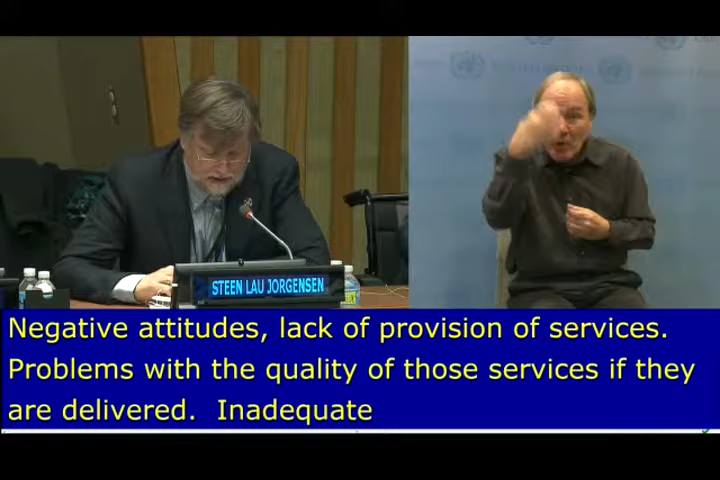 STEEN LAU JORGENSEN
Negative attitudes, lack of provision of services.
Problems with the quality of those services if they
are delivered.  Inadequate